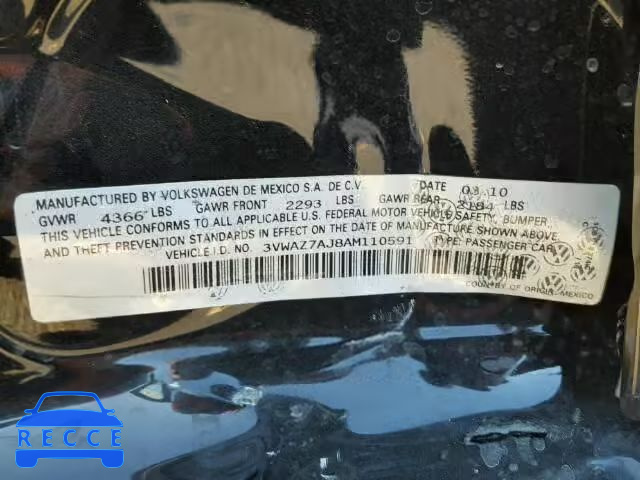 MANUFACTURED BY VOLKSWAGEN DE MEXICO S.A. DE C.V. DATE 03.10
GVWR 4366 LBS GAWR FRONT 2293 LBS GAWR REAR 2184 LBS
THIS VEHICLE CONFORMS TO ALL APPLICABLE U.S. FEDERAL MOTOR VEHICLE SAFETY, BUMPER,
AND THEFT PREVENTION STANDARDS IN EFFECT ON THE DATE OF MANUFACTURE SHOWN ABOVE.
VEHICLE I.D. NO. 3VWAZ7AJ8AM110591 TYPE: PASSENGER CAR
COUNTRY OF ORIGIN: MEXICO
RECCE